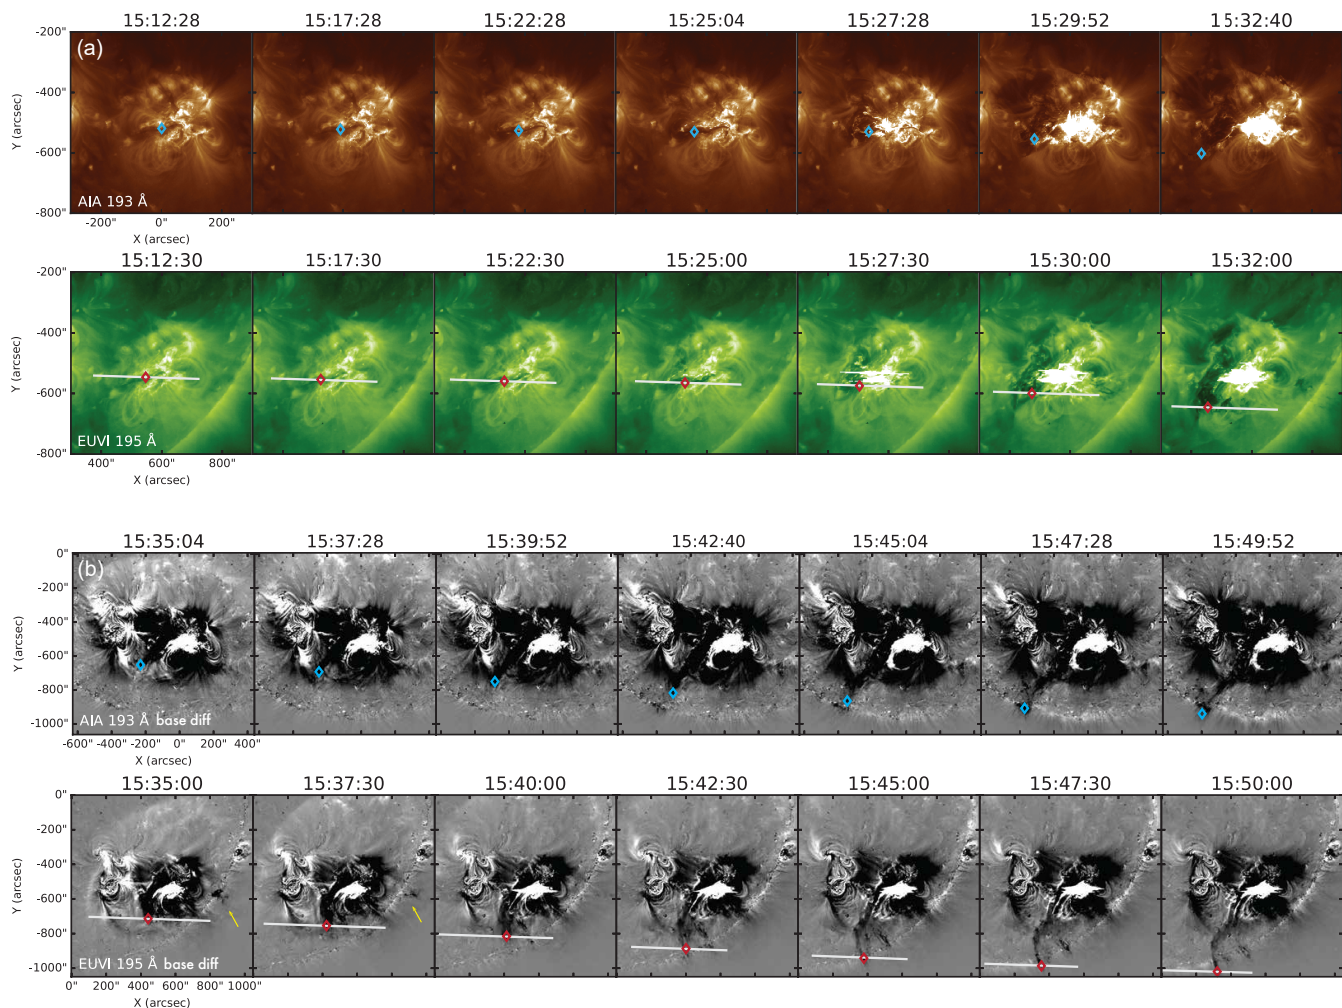 15:12:28 15:17:28 15:22:28 15:25:04 15:27:28 15:29:52 15:32:40
(a)
-200"
-400"
-600"
-800"
Y (arcsec)
AIA 193 Å
-200" 0" 200"
X (arcsec)
15:12:30 15:17:30 15:22:30 15:25:00 15:27:30 15:30:00 15:32:00
-200"
-400"
-600"
-800"
Y (arcsec)
EUVI 195 Å
400" 600" 800"
X (arcsec)
15:35:04 15:37:28 15:39:52 15:42:40 15:45:04 15:47:28 15:49:52
(b)
0"
-200"
-400"
-600"
-800"
-1000"
Y (arcsec)
AIA 193 Å base diff
-600" -400" -200" 0" 200" 400"
X (arcsec)
15:35:00 15:37:30 15:40:00 15:42:30 15:45:00 15:47:30 15:50:00
0"
-200"
-400"
-600"
-800"
-1000"
Y (arcsec)
EUVI 195 Å base diff
0" 200" 400" 600" 800" 1000"
X (arcsec)